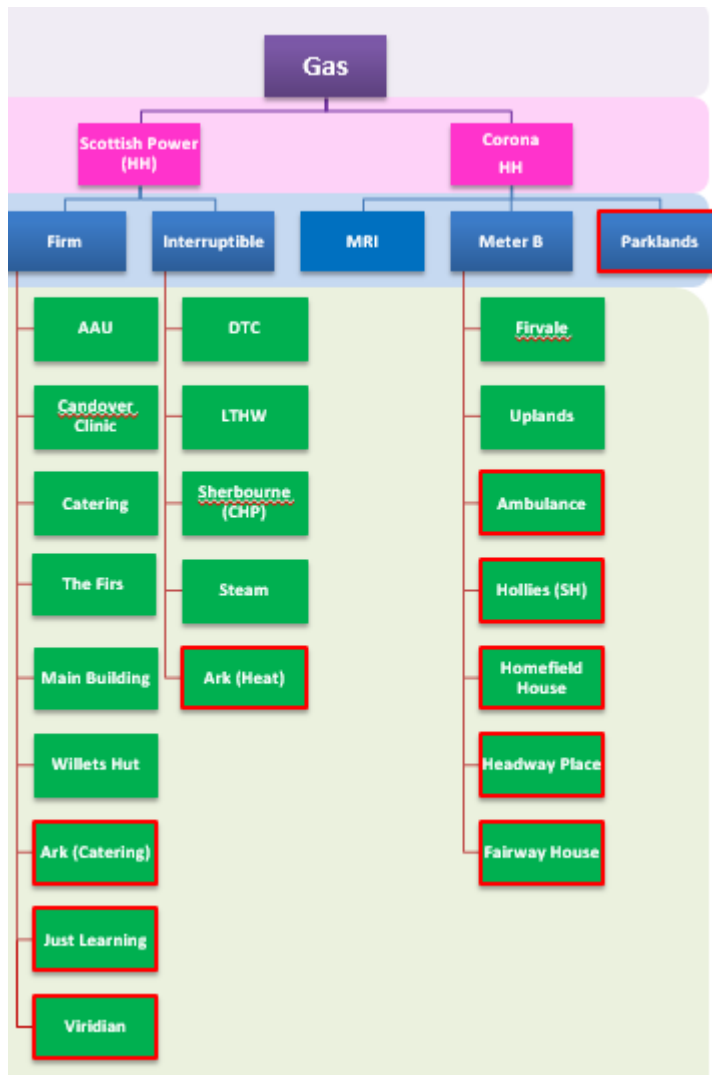 Gas
Scottish Power
(HH)
Corona
HH
Firm
Interruptible
MRI
Meter B
Parklands
AAU
Candover
Clinic
Catering
The Firs
Main Building
Willets Hut
Ark (Catering)
Just Learning
Viridian
DTC
LTHW
Sherbourne
(CHP)
Steam
Ark (Heat)
Firvale
Uplands
Ambulance
Hollies (SH)
Homefield
House
Headway Place
Fairway House